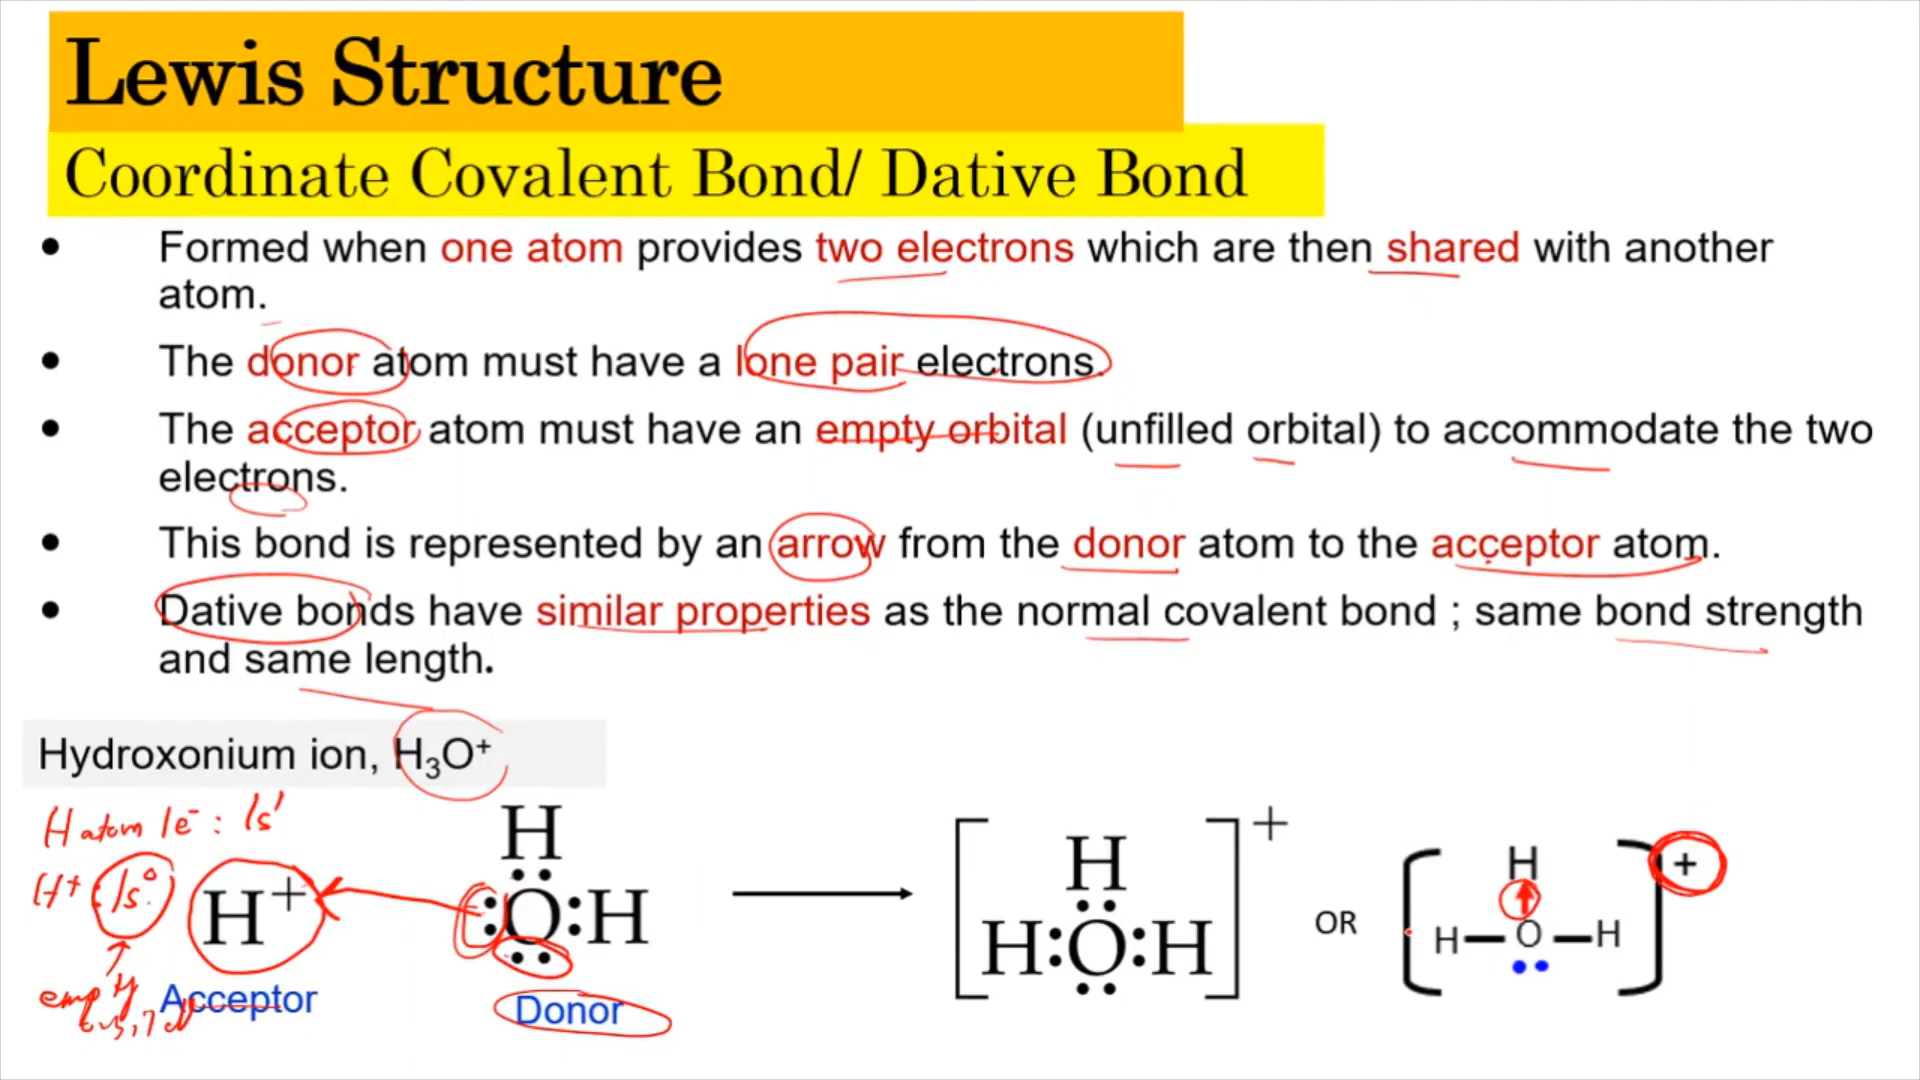 Lewis Structure
Coordinate Covalent Bond/ Dative Bond
• Formed when one atom provides two electrons which are then shared with another
atom.
• The donor atom must have a lone pair electrons.
• The acceptor atom must have an empty orbital (unfilled orbital) to accommodate the two
electrons.
• This bond is represented by an arrow from the donor atom to the acceptor atom.
• Dative bonds have similar properties as the normal covalent bond ; same bond strength
and same length.
Hydroxonium ion, H₃O⁺
H atom 1e⁻ : 1s¹
H⁺ 1s⁰
empty
H⁺
Acceptor
H
:O:H
Donor
H
H:O:H
+
OR
H
H — O — H
+